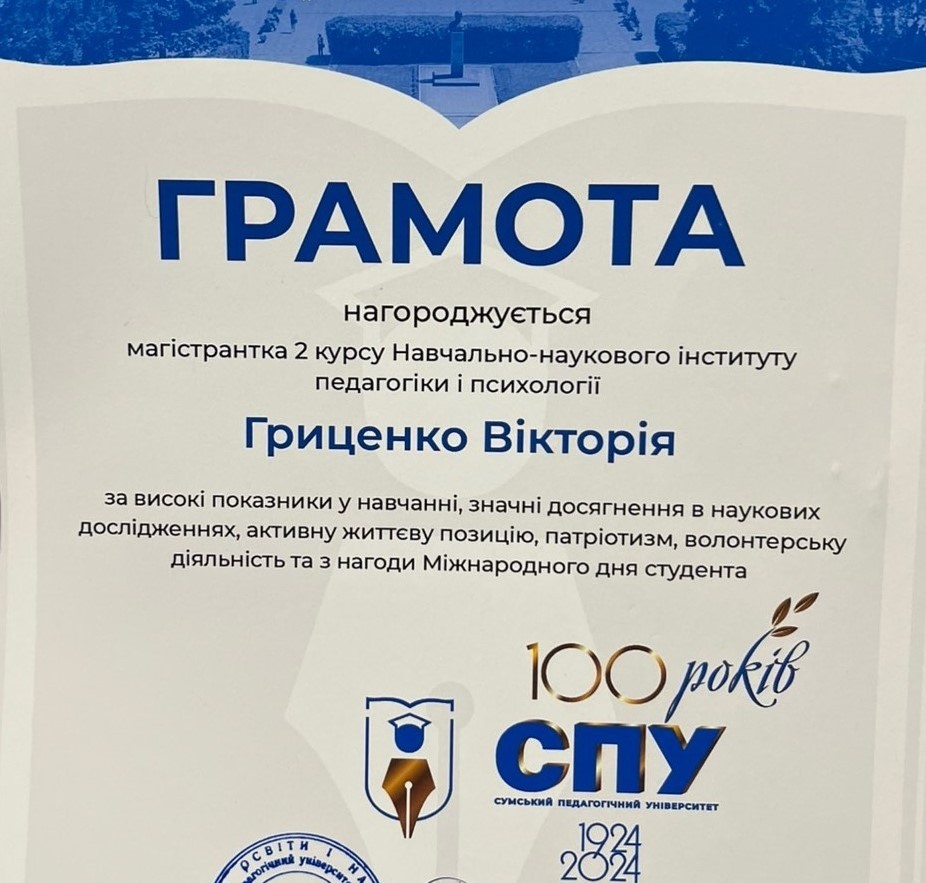 ГРАМОТА
нагороджується
магістрантка 2 курсу Навчально-наукового інституту
педагогіки і психології
Гриценко Вікторія
за високі показники у навчанні, значні досягнення в наукових
дослідженнях, активну життєву позицію, патріотизм, волонтерську
діяльність та з нагоди Міжнародного дня студента
100 років
СПУ
СУМСЬКИЙ ПЕДАГОГІЧНИЙ УНІВЕРСИТЕТ
1924
2024
ОСВІТИ І